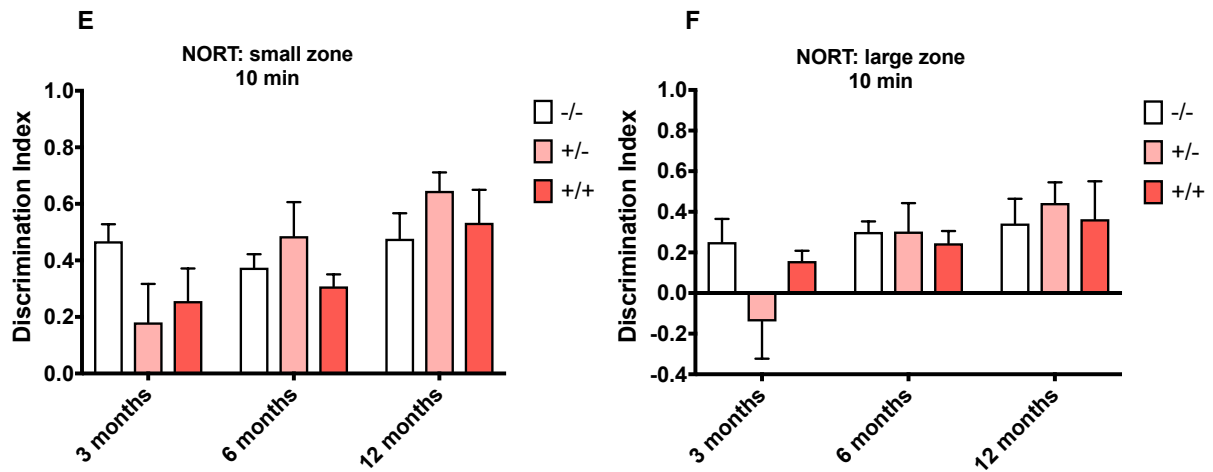 E
NORT: small zone
10 min
Discrimination Index
1.0
0.8
0.6
0.4
0.2
0.0
3 months
6 months
12 months
-/-
+/-
+/+
F
NORT: large zone
10 min
Discrimination Index
1.0
0.8
0.6
0.4
0.2
0.0
-0.2
-0.4
3 months
6 months
12 months
-/-
+/-
+/+